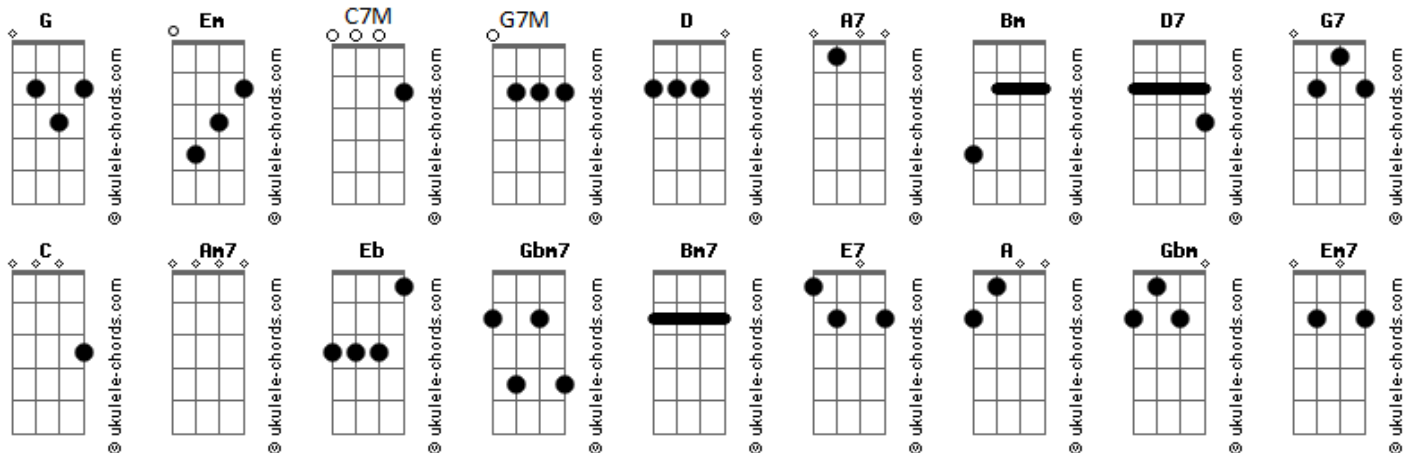 G Em C7M G7M D A7 Bm D7 G7
© ukulele-chords.com © ukulele-chords.com © ukulele-chords.com © ukulele-chords.com © ukulele-chords.com © ukulele-chords.com © ukulele-chords.com © ukulele-chords.com © ukulele-chords.com
C Am7 Eb Gbm7 Bm7 E7 A Gbm Em7
© ukulele-chords.com © ukulele-chords.com © ukulele-chords.com © ukulele-chords.com © ukulele-chords.com © ukulele-chords.com © ukulele-chords.com © ukulele-chords.com © ukulele-chords.com